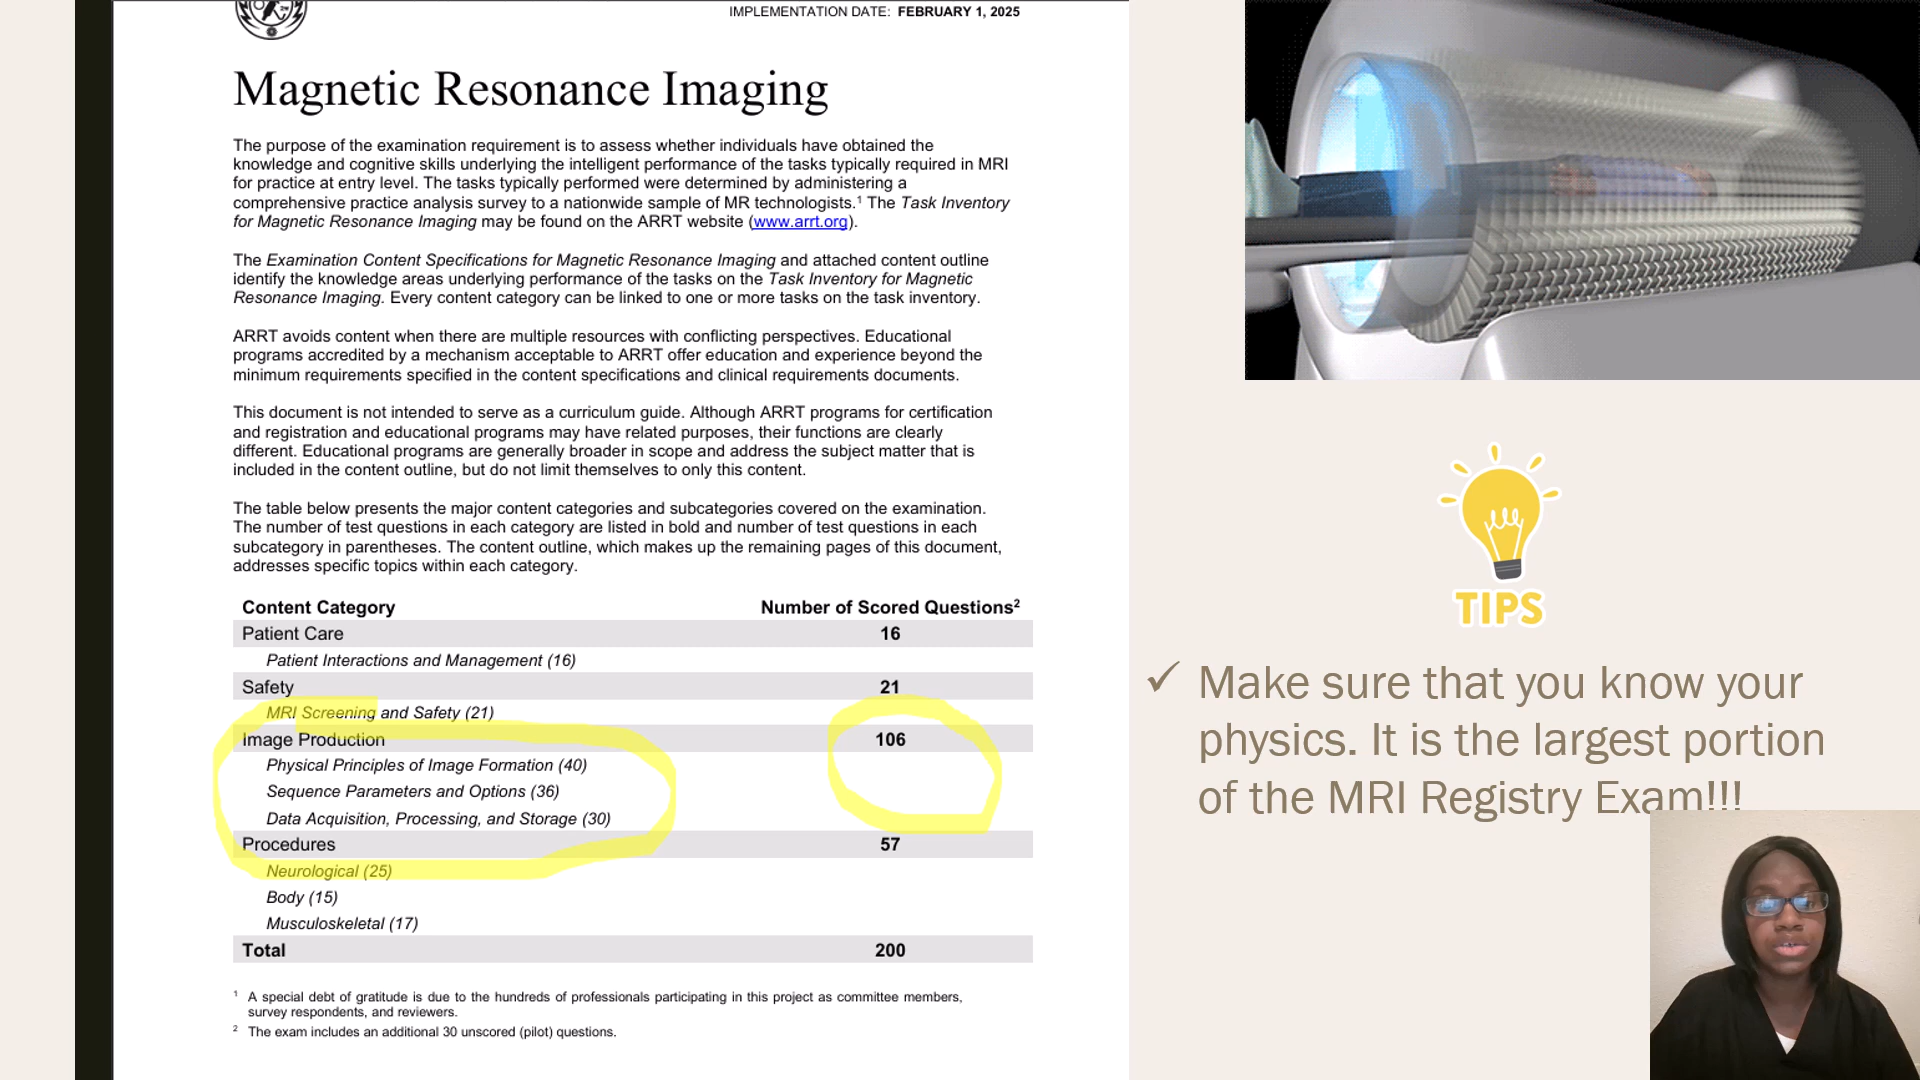 IMPLEMENTATION DATE: FEBRUARY 1, 2025
Magnetic Resonance Imaging
The purpose of the examination requirement is to assess whether individuals have obtained the
knowledge and cognitive skills underlying the intelligent performance of the tasks typically required in MRI
for practice at entry level. The tasks typically performed were determined by administering a
comprehensive practice analysis survey to a nationwide sample of MR technologists.¹ The Task Inventory
for Magnetic Resonance Imaging may be found on the ARRT website (www.arrt.org).
The Examination Content Specifications for Magnetic Resonance Imaging and attached content outline
identify the knowledge areas underlying performance of the tasks on the Task Inventory for Magnetic
Resonance Imaging. Every content category can be linked to one or more tasks on the task inventory.
ARRT avoids content when there are multiple resources with conflicting perspectives. Educational
programs accredited by a mechanism acceptable to ARRT offer education and experience beyond the
minimum requirements specified in the content specifications and clinical requirements documents.
This document is not intended to serve as a curriculum guide. Although ARRT programs for certification
and registration and educational programs may have related purposes, their functions are clearly
different. Educational programs are generally broader in scope and address the subject matter that is
included in the content outline, but do not limit themselves to only this content.
The table below presents the major content categories and subcategories covered on the examination.
The number of test questions in each category are listed in bold and number of test questions in each
subcategory in parentheses. The content outline, which makes up the remaining pages of this document,
addresses specific topics within each category.
Content Category Number of Scored Questions²
Patient Care 16
Patient Interactions and Management (16)
Safety 21
MRI Screening and Safety (21)
Image Production 106
Physical Principles of Image Formation (40)
Sequence Parameters and Options (36)
Data Acquisition, Processing, and Storage (30)
Procedures 57
Neurological (25)
Body (15)
Musculoskeletal (17)
Total 200
¹ A special debt of gratitude is due to the hundreds of professionals participating in this project as committee members,
survey respondents, and reviewers.
² The exam includes an additional 30 unscored (pilot) questions.
TIPS
✓ Make sure that you know your
physics. It is the largest portion
of the MRI Registry Exam!!!